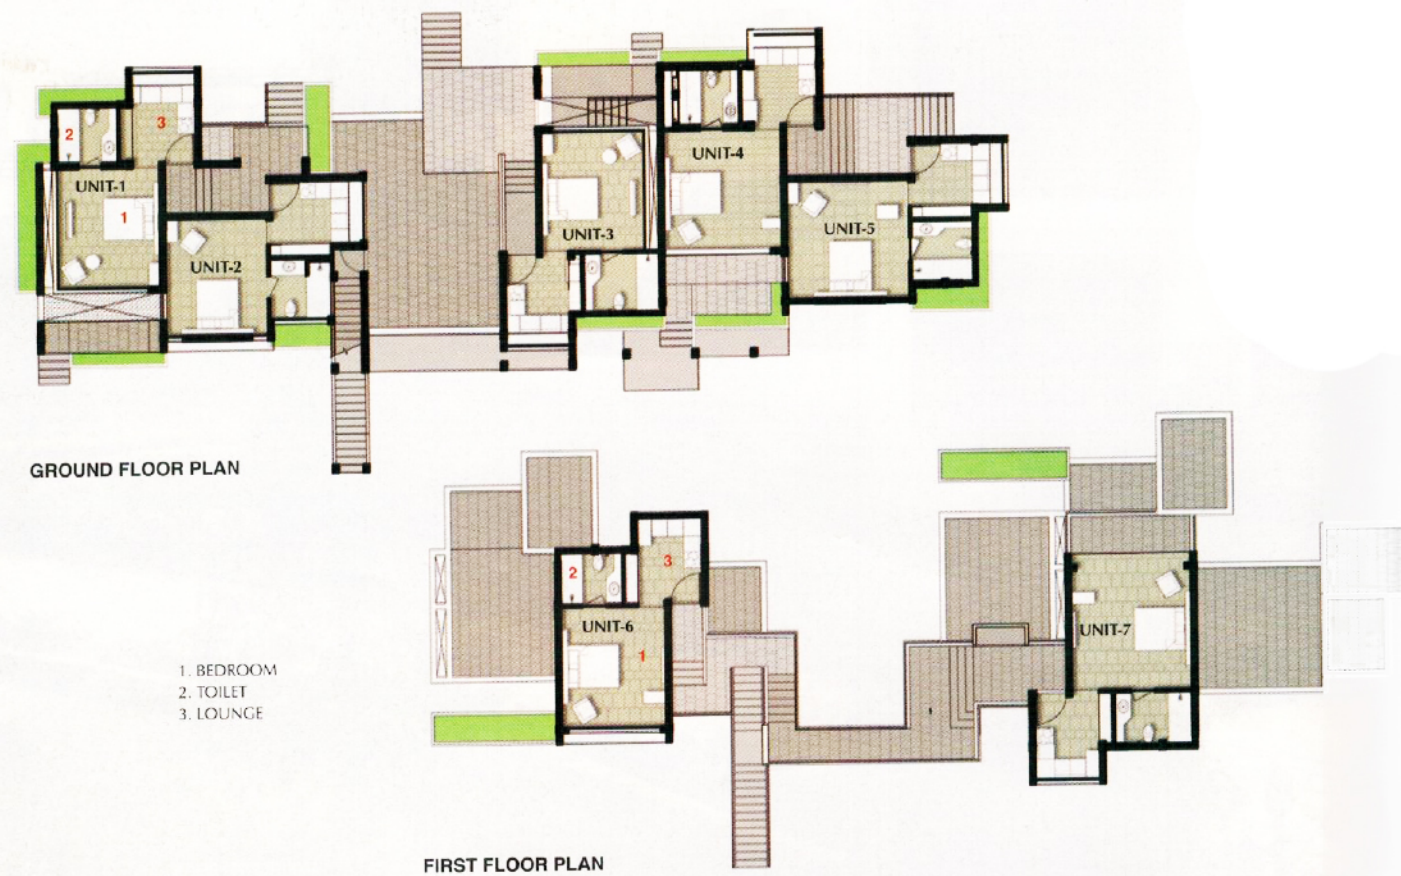 2
3
UNIT-1
1
UNIT-2
UNIT-3
UNIT-4
UNIT-5
GROUND FLOOR PLAN
2
3
UNIT-6
1
UNIT-7
1. BEDROOM
2. TOILET
3. LOUNGE
FIRST FLOOR PLAN